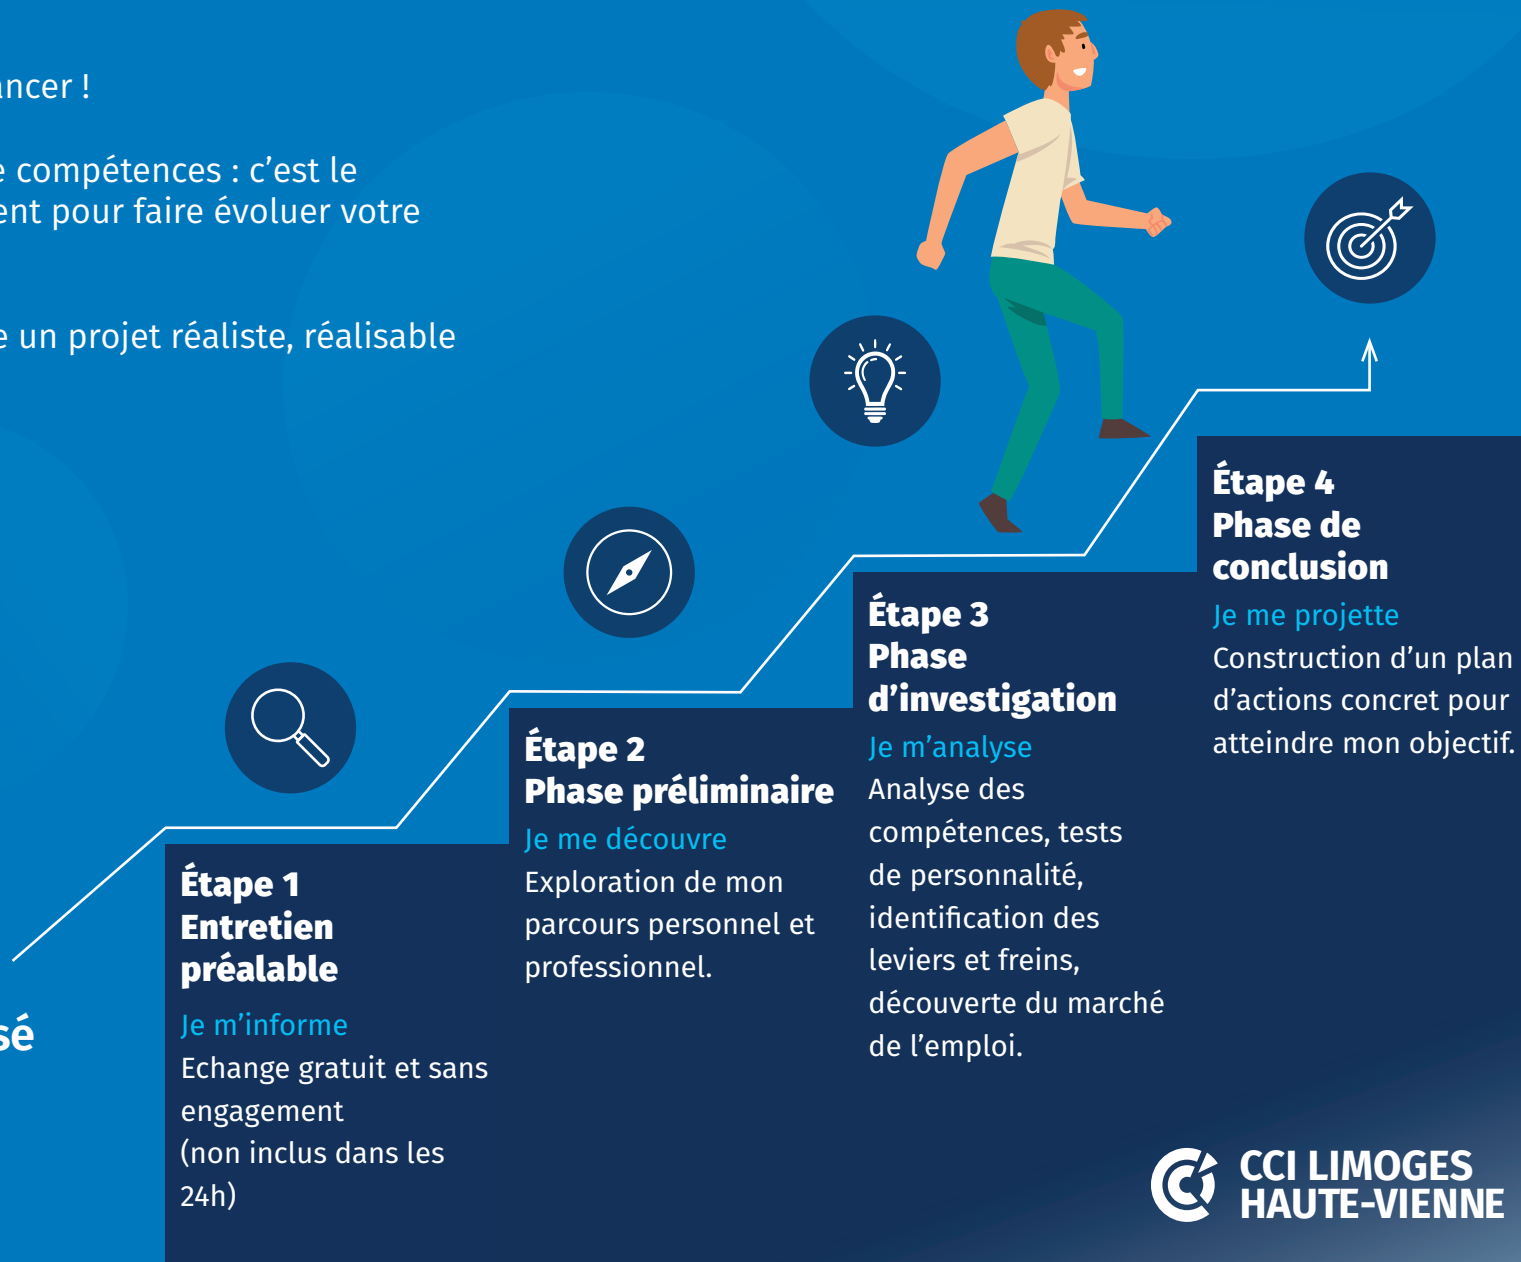 ancer !
e compétences : c’est le
ent pour faire évoluer votre
e un projet réaliste, réalisable
sé
Étape 1
Entretien
préalable
Je m’informe
Echange gratuit et sans
engagement
(non inclus dans les
24h)
Étape 2
Phase préliminaire
Je me découvre
Exploration de mon
parcours personnel et
professionnel.
Étape 3
Phase
d’investigation
Je m’analyse
Analyse des
compétences, tests
de personnalité,
identification des
leviers et freins,
découverte du marché
de l’emploi.
Étape 4
Phase de
conclusion
Je me projette
Construction d’un plan
d’actions concret pour
atteindre mon objectif.
CCI LIMOGES
HAUTE-VIENNE